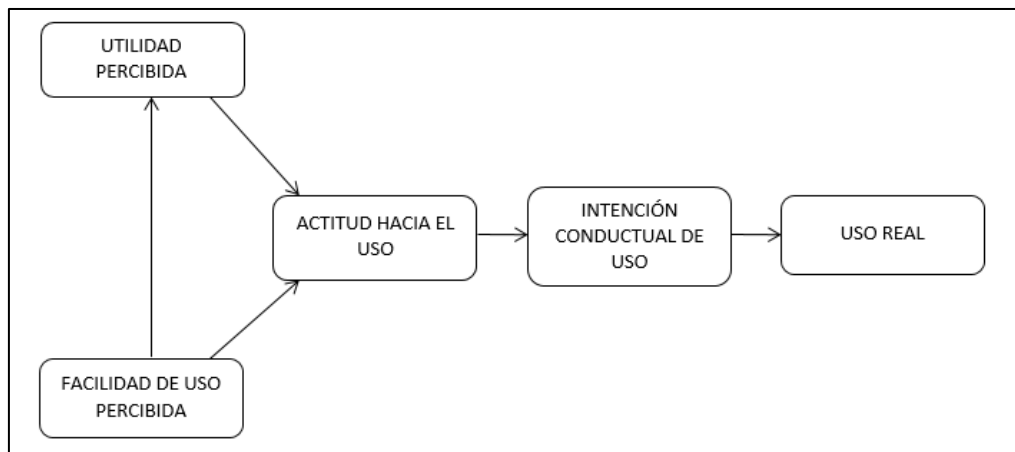 UTILIDAD
PERCIBIDA
ACTITUD HACIA EL
USO
INTENCIÓN
CONDUCTUAL DE
USO
USO REAL
FACILIDAD DE USO
PERCIBIDA